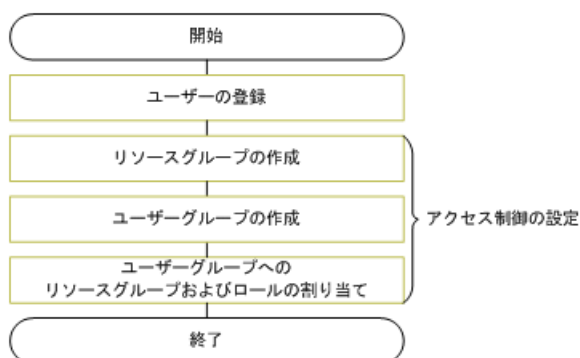 開始
ユーザーの登録
リソースグループの作成
ユーザーグループの作成
アクセス制御の設定
ユーザーグループへの
リソースグループおよびロールの割り当て
終了